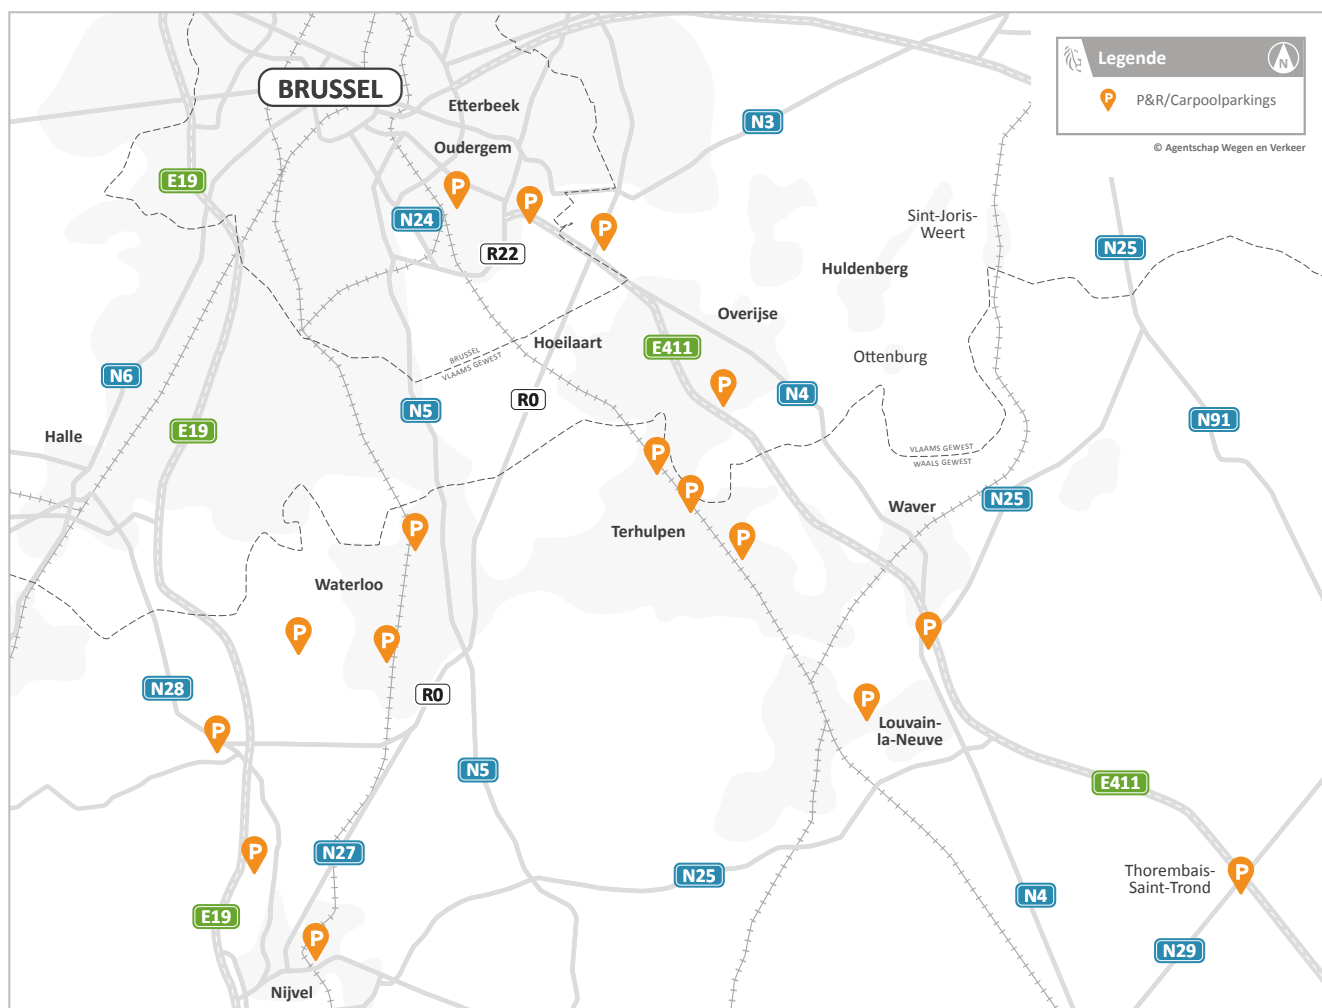 BRUSSEL
Etterbeek
Oudergem
Legende
N
P
P&R/Carpoolparkings
© Agentschap Wegen en Verkeer
N3
E19
P
P
P
N24
R22
Sint-Joris-
Weert
N25
Huldenberg
Overijse
Hoeilaart
E411
Ottenburg
BRUSSEL
VLAAMS GEWEST
N6
P
N4
R0
N5
N91
E19
Halle
P
VLAAMS GEWEST
WAALS GEWEST
P
N25
Waver
P
Terhulpen
P
Waterloo
P
P
P
N28
R0
P
Louvain-
la-Neuve
P
N5
E411
P
N27
N25
Thorembais-
Saint-Trond
P
N4
E19
P
N29
Nijvel